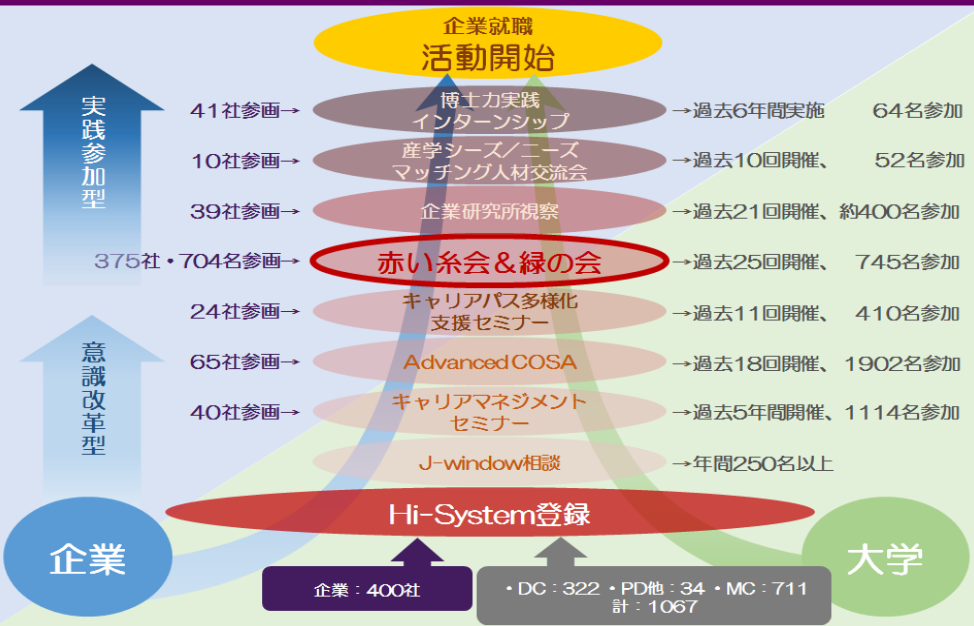 企業就職
活動開始
実践参加型
41社参画→
博士力実践
インターンシップ
→過去6年間実施　64名参加
10社参画→
産学シーズ／ニーズ
マッチング人材交流会
→過去10回開催、　52名参加
39社参画→
企業研究所視察
→過去21回開催、約400名参加
375社・704名参画→
赤い糸会＆緑の会
→過去25回開催、　745名参加
24社参画→
キャリアパス多様化
支援セミナー
→過去11回開催、　410名参加
意識改革型
65社参画→
Advanced COSA
→過去18回開催、　1902名参加
40社参画→
キャリアマネジメント
セミナー
→過去5年間開催、1114名参加
J-window相談
→年間250名以上
Hi-System登録
企業
大学
企業：400社
・DC：322 ・PD他：34 ・MC：711
計：1067